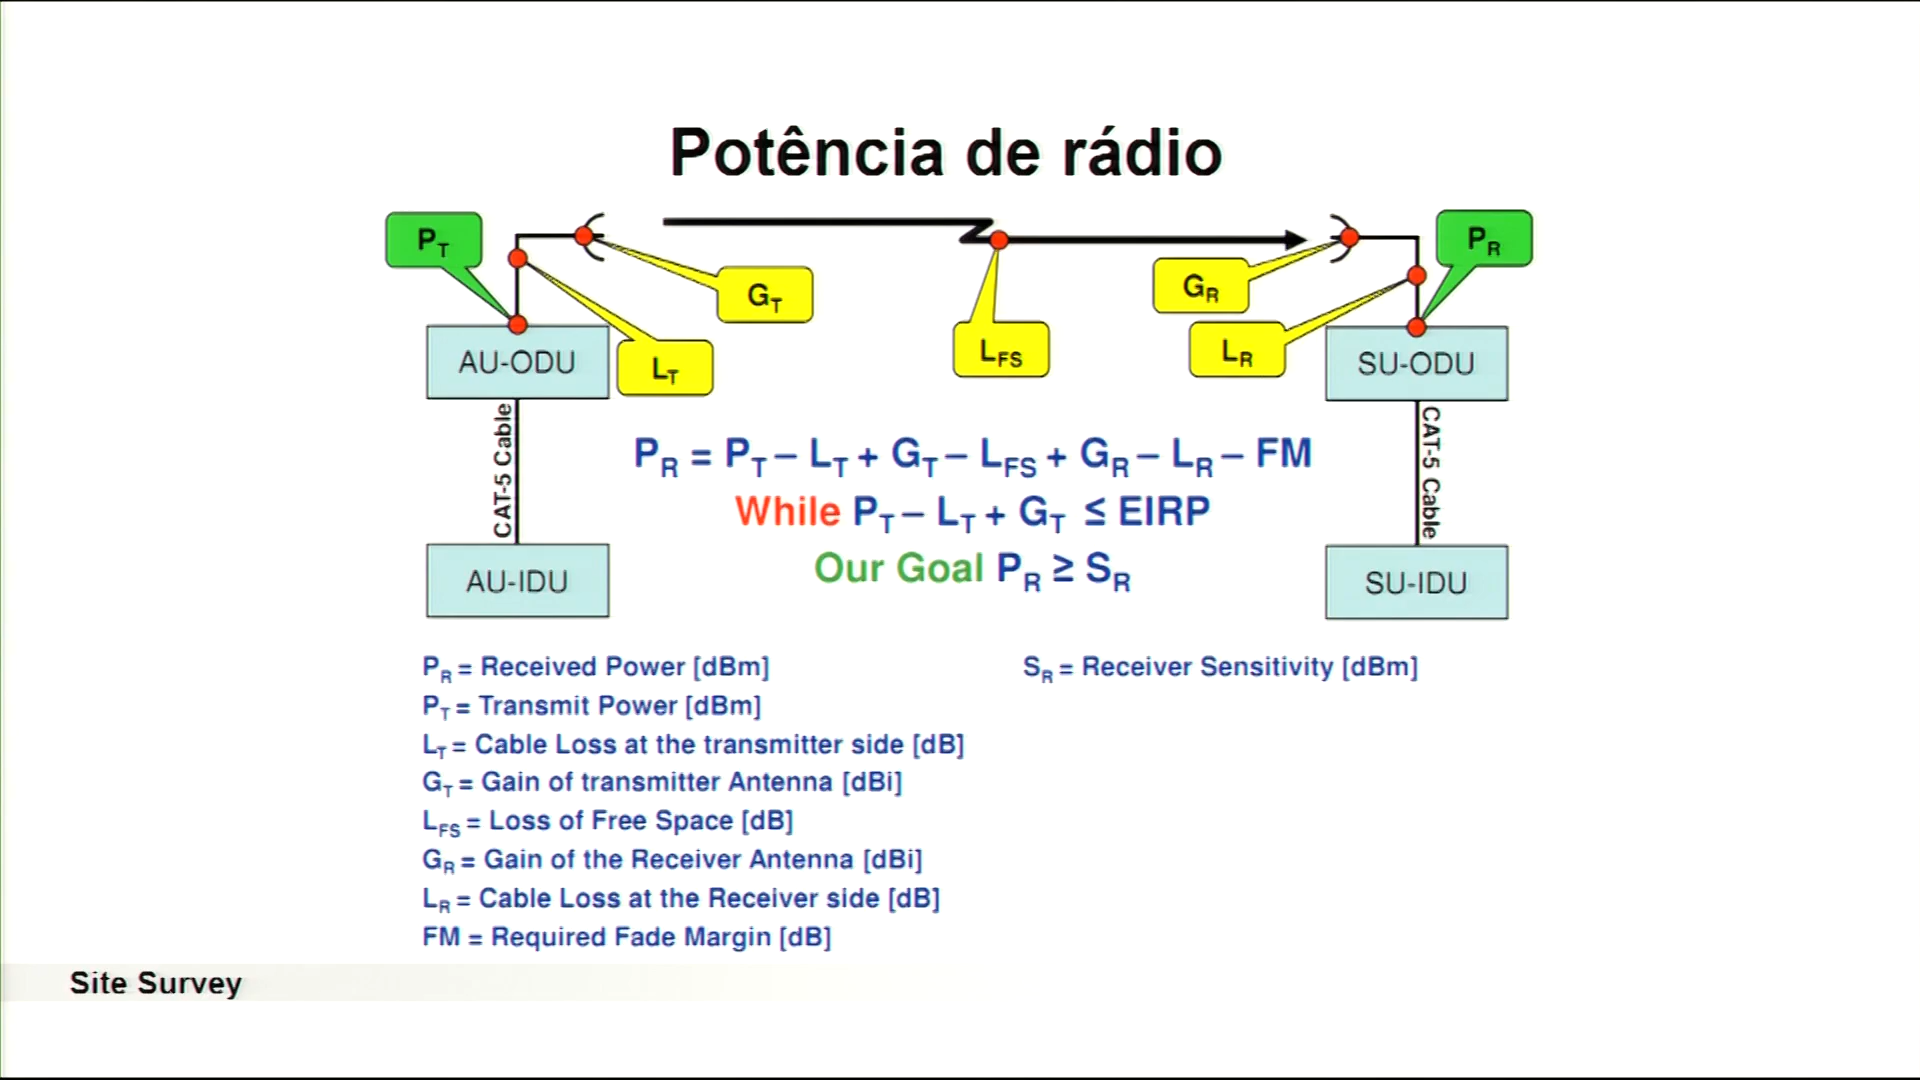 Potência de rádio
P_T
P_R
G_T
G_R
L_T
L_FS
L_R
AU-ODU
SU-ODU
CAT-5 Cable
CAT-5 Cable
P_R = P_T – L_T + G_T – L_FS + G_R – L_R – FM
While P_T – L_T + G_T ≤ EIRP
Our Goal P_R ≥ S_R
AU-IDU
SU-IDU
P_R = Received Power [dBm]
S_R = Receiver Sensitivity [dBm]
P_T = Transmit Power [dBm]
L_T = Cable Loss at the transmitter side [dB]
G_T = Gain of transmitter Antenna [dBi]
L_FS = Loss of Free Space [dB]
G_R = Gain of the Receiver Antenna [dBi]
L_R = Cable Loss at the Receiver side [dB]
FM = Required Fade Margin [dB]
Site Survey